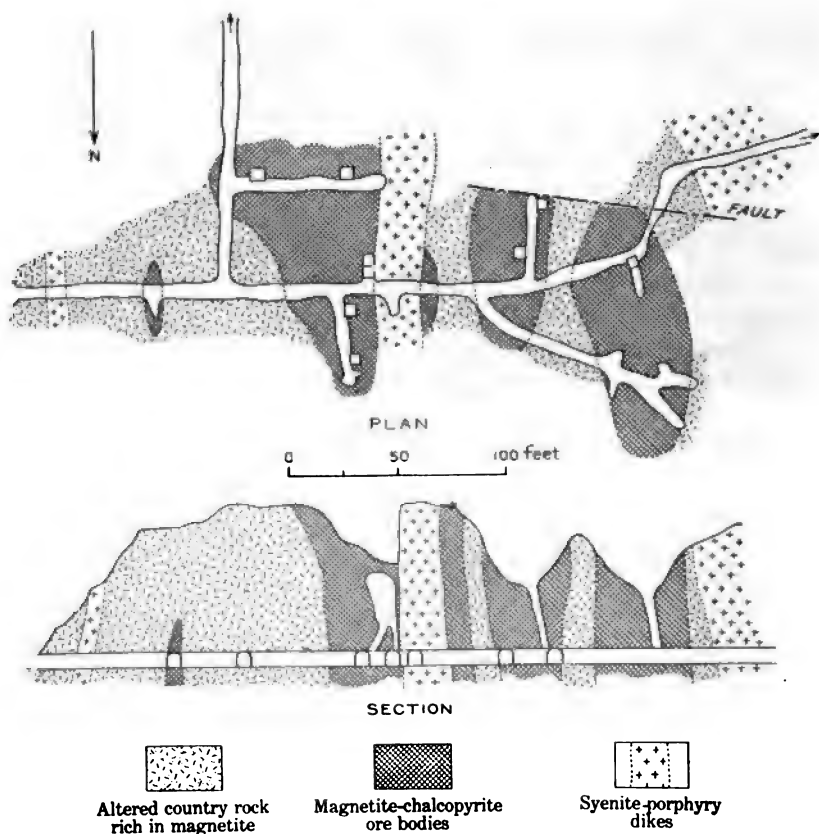 N
FAULT
PLAN
0 50 100 feet
SECTION
Altered country rock
rich in magnetite
Magnetite-chalcopyrite
ore bodies
Syenite-porphyry
dikes